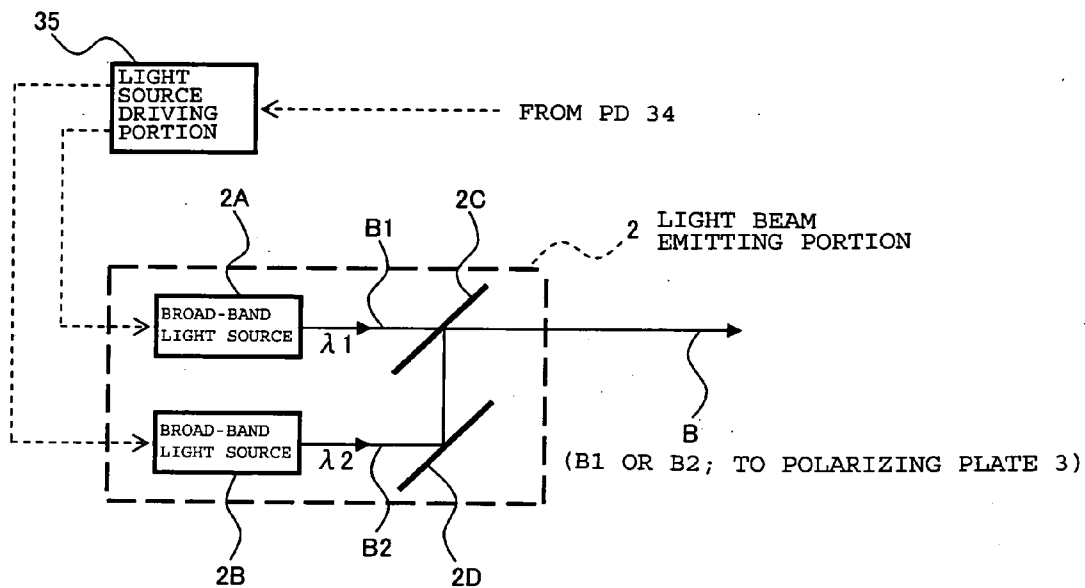 35
LIGHT
SOURCE
DRIVING
PORTION
FROM PD 34
2A
B1
2C
2 LIGHT BEAM
EMITTING PORTION
BROAD-BAND
LIGHT SOURCE
λ1
BROAD-BAND
LIGHT SOURCE
λ2
B
(B1 OR B2; TO POLARIZING PLATE 3)
2B
B2
2D